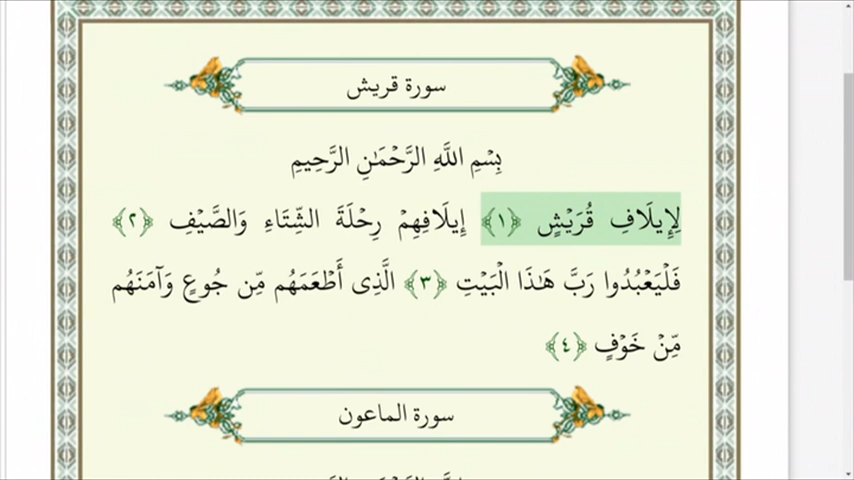 سورة قريش
بِسْمِ اللَّهِ الرَّحْمَٰنِ الرَّحِيمِ
لِإِيلَافِ قُرَيْشٍ ﴿١﴾ إِيلَافِهِمْ رِحْلَةَ الشِّتَاءِ وَالصَّيْفِ ﴿٢﴾
فَلْيَعْبُدُوا رَبَّ هَـٰذَا الْبَيْتِ ﴿٣﴾ الَّذِى أَطْعَمَهُم مِّن جُوعٍ وَآمَنَهُم
مِّنْ خَوْفٍ ﴿٤﴾
سورة الماعون